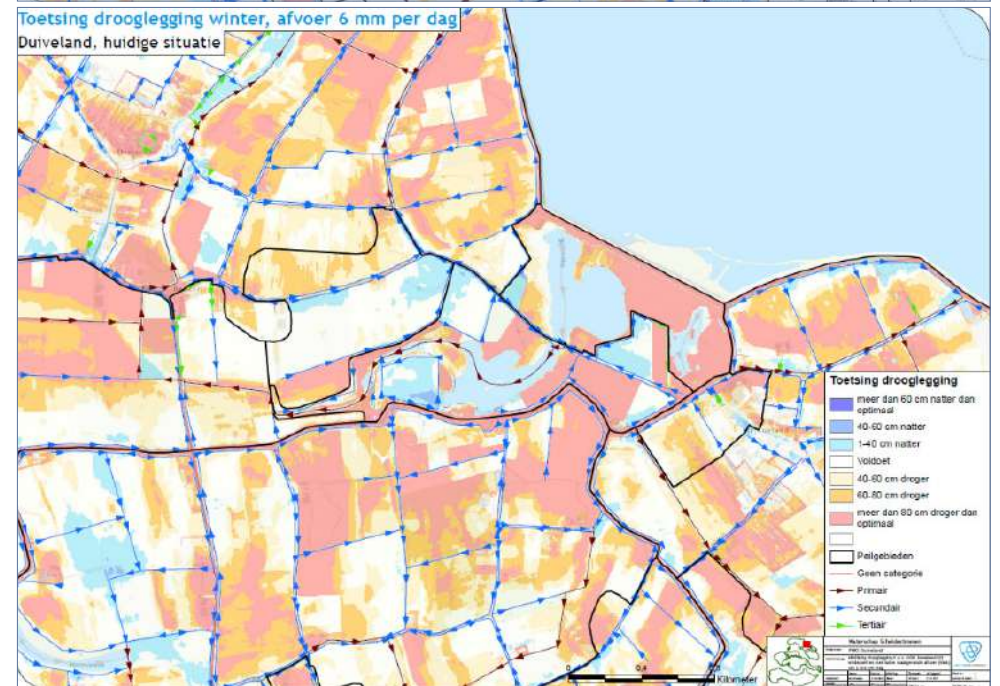 Toetsing drooglegging winter, afvoer 6 mm per dag
Duiveland, huidige situatie
Toetsing drooglegging
meer dan 60 cm natter dan
optimaal
40-60 cm natter
1-40 cm natter
Voldoet
40-60 cm droger
60-80 cm droger
meer dan 80 cm droger dan
optimaal
Peilgebieden
Geen categorie
Primair
Secundair
Tertiair
0
0,4
Kilometer
Waterschap Scheldestromen